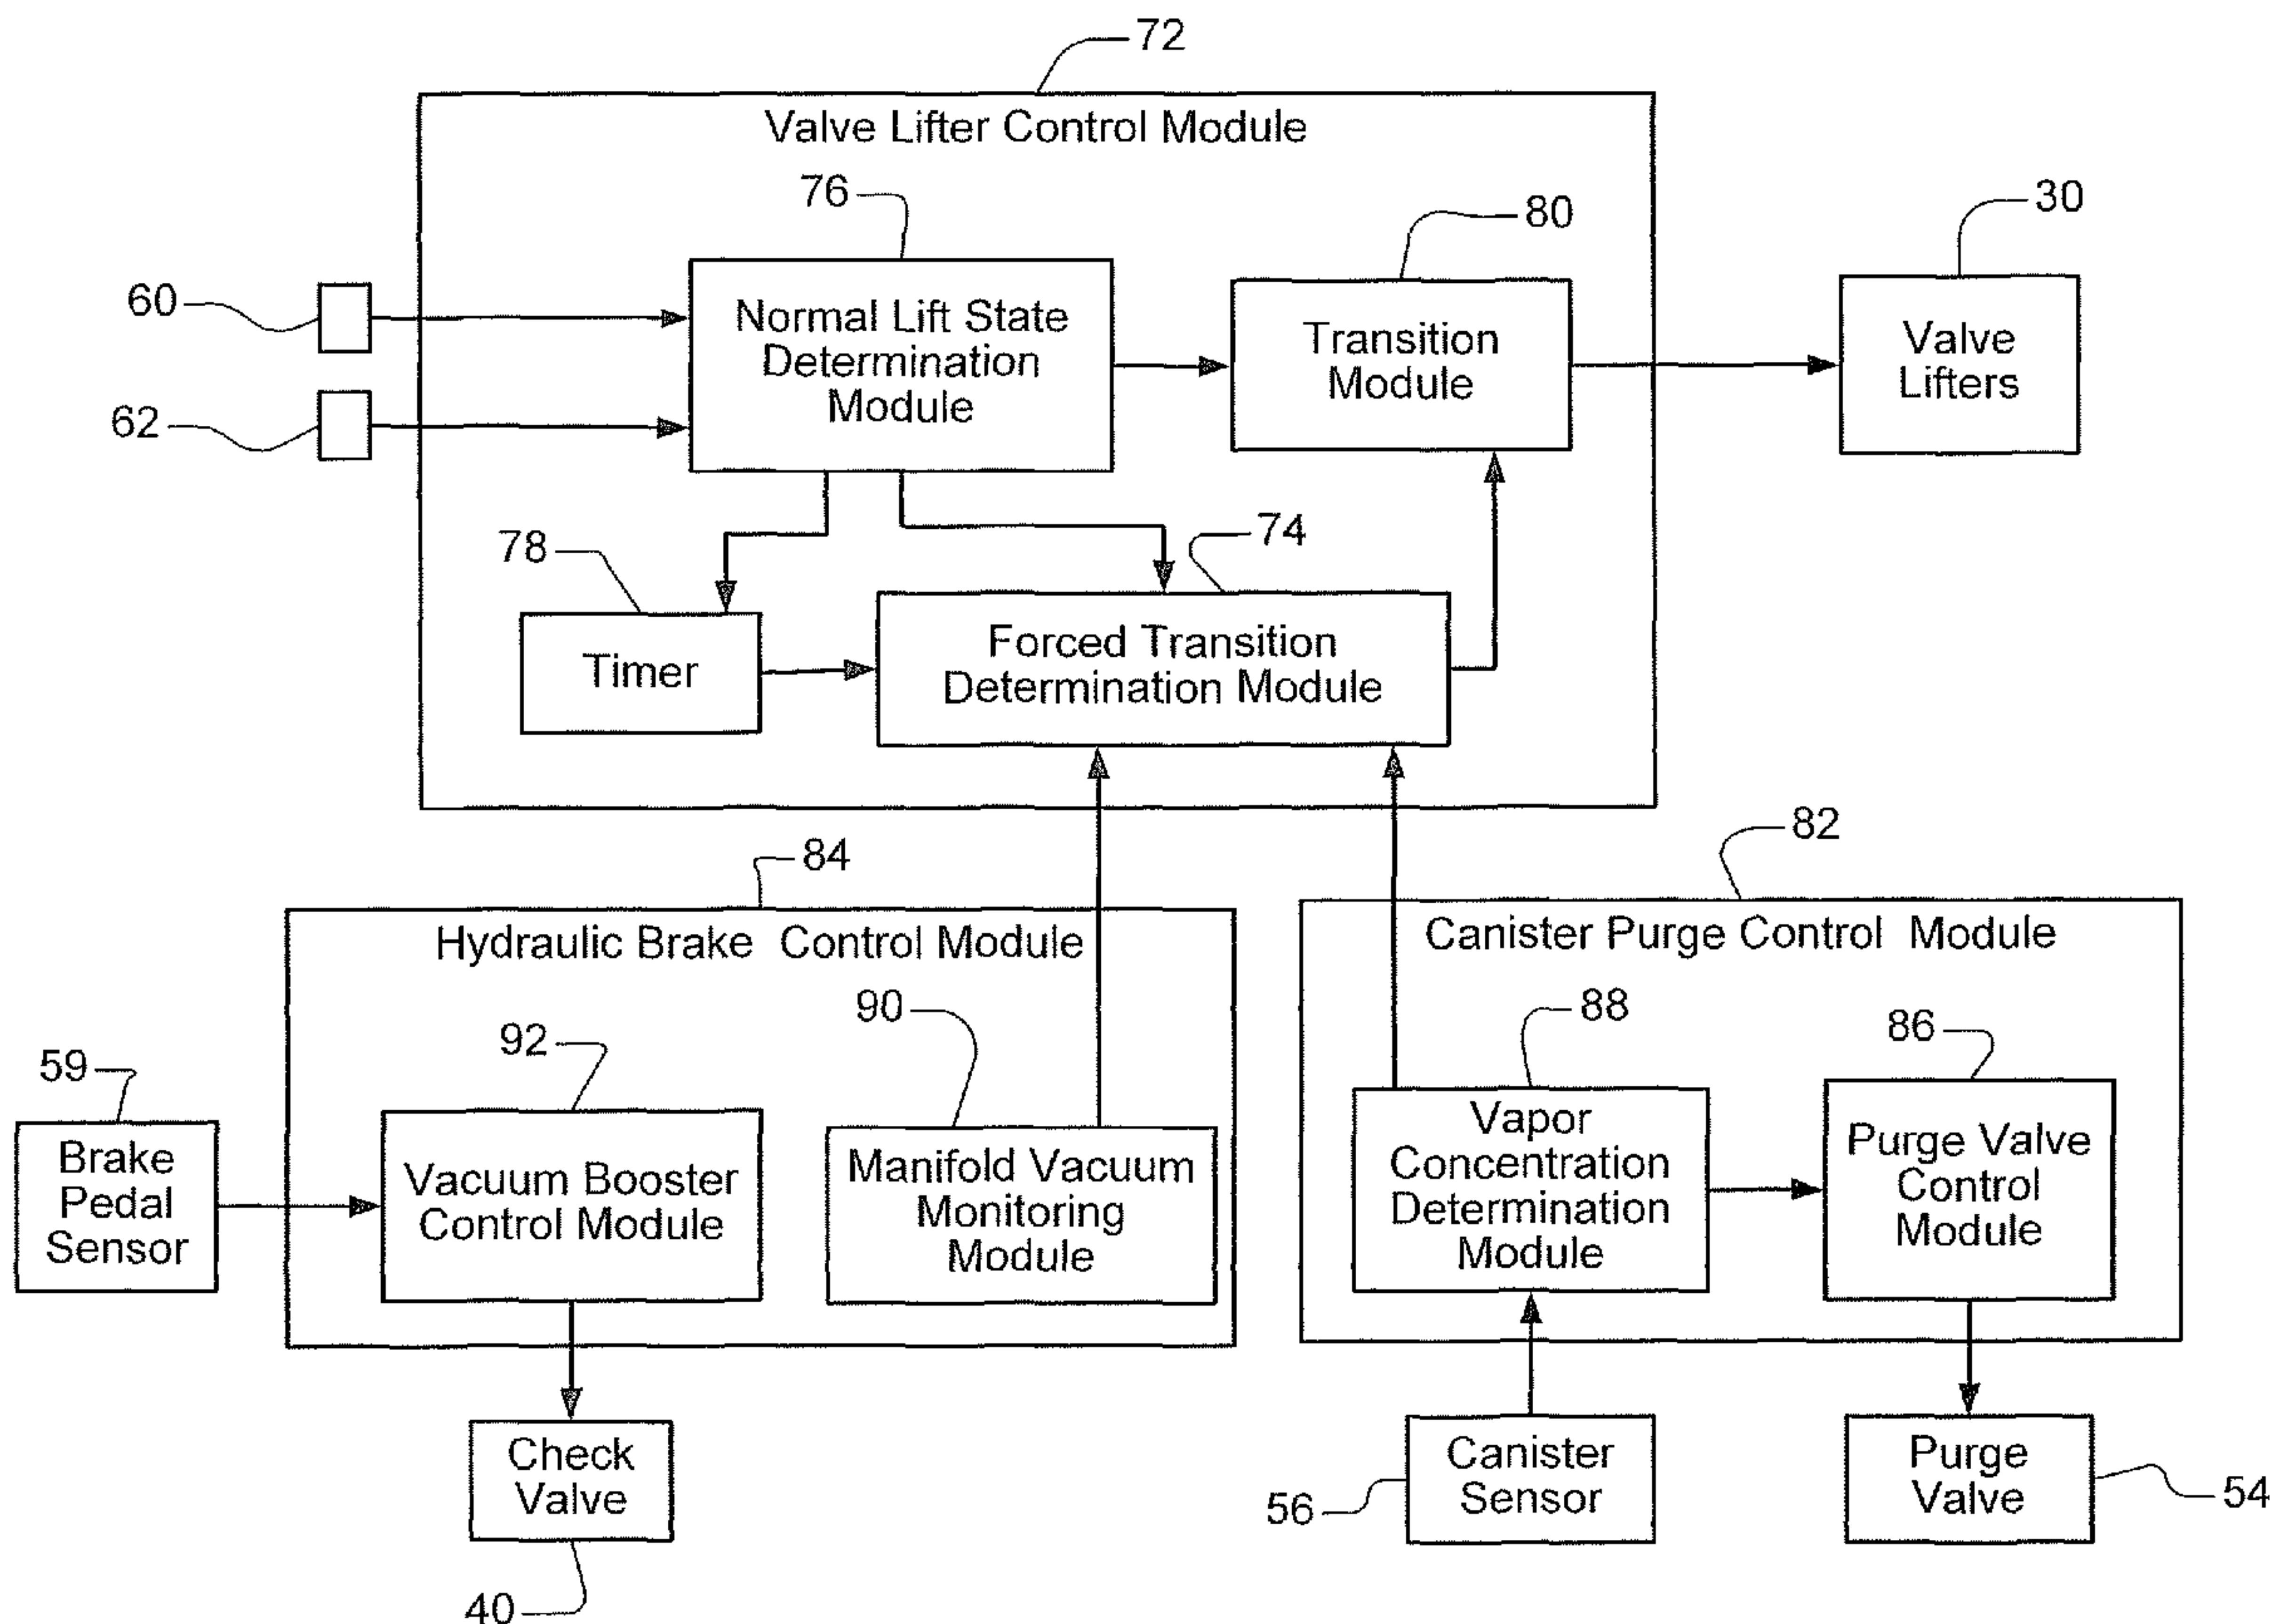 72
Valve Lifter Control Module
76
80
30
60
62
Normal Lift State
Determination
Module
Transition
Module
Valve
Lifters
78
74
Timer
Forced Transition
Determination Module
84
82
Hydraulic Brake Control Module
Canister Purge Control Module
59
92
90
88
86
Brake
Pedal
Sensor
Vacuum Booster
Control Module
Manifold Vacuum
Monitoring
Module
Vapor
Concentration
Determination
Module
Purge Valve
Control
Module
Check
Valve
40
Canister
Sensor
56
Purge
Valve
54